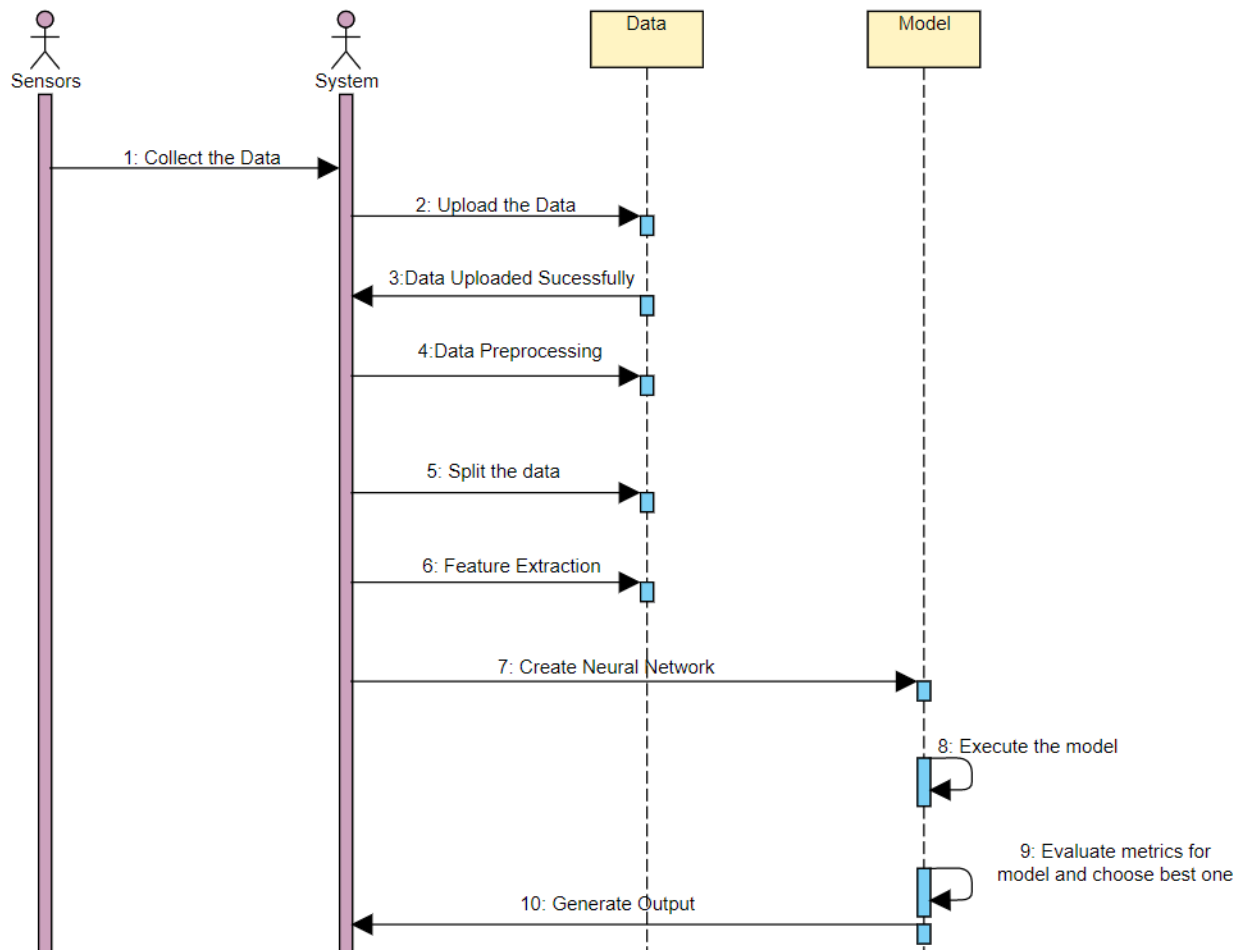 Data
Model
Sensors
System
1: Collect the Data
2: Upload the Data
3:Data Uploaded Sucessfully
4:Data Preprocessing
5: Split the data
6: Feature Extraction
7: Create Neural Network
8: Execute the model
9: Evaluate metrics for
model and choose best one
10: Generate Output